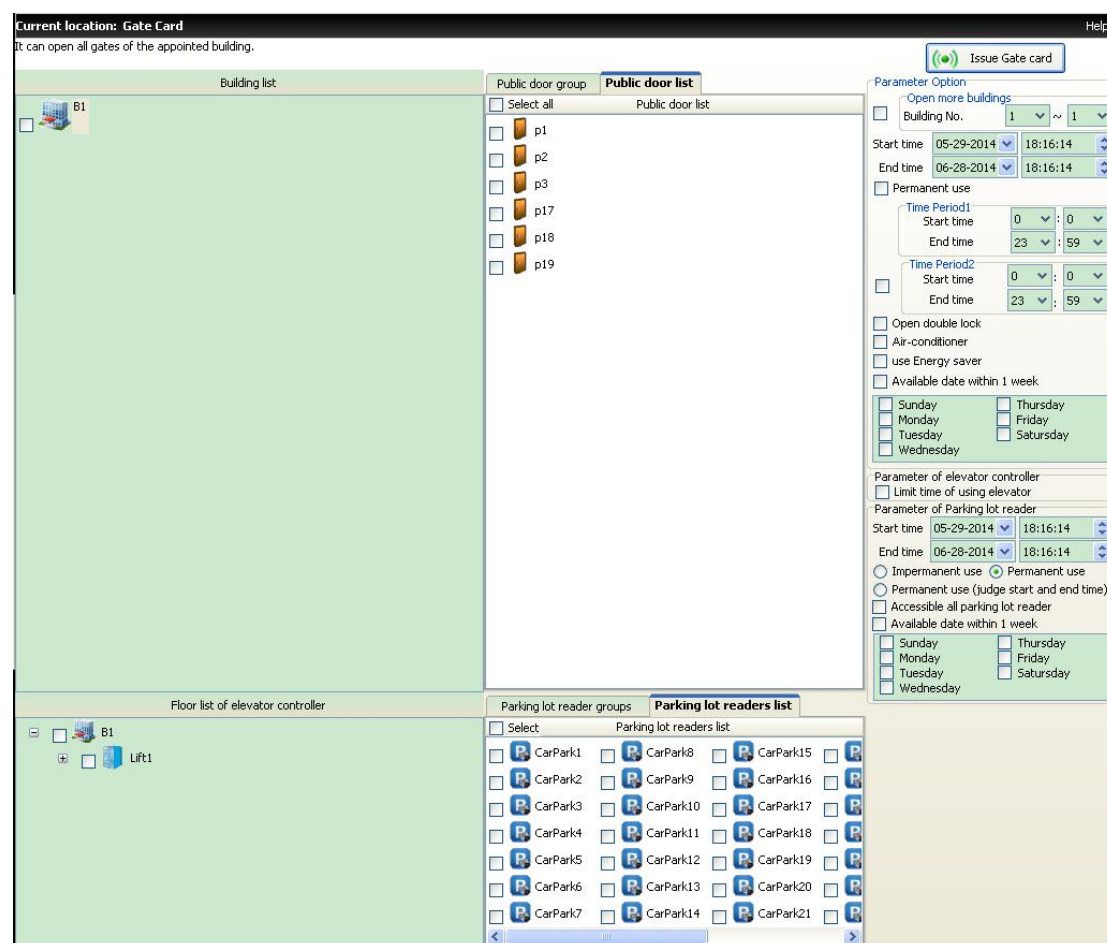 Current location: Gate Card
Help
It can open all gates of the appointed building.
Issue Gate card
Building list
B1
Public door group
Public door list
Select all
Public door list
p1
p2
p3
p17
p18
p19
Parameter Option
Open more buildings
Building No. 1 ~ 1
Start time 05-29-2014 18:16:14
End time 06-28-2014 18:16:14
Permanent use
Time Period1
Start time 0 : 0
End time 23 : 59
Time Period2
Start time 0 : 0
End time 23 : 59
Open double lock
Air-conditioner
use Energy saver
Available date within 1 week
Sunday Thursday
Monday Friday
Tuesday Satursday
Wednesday
Parameter of elevator controller
Limit time of using elevator
Parameter of Parking lot reader
Start time 05-29-2014 18:16:14
End time 06-28-2014 18:16:14
Impermanent use Permanent use
Permanent use (judge start and end time)
Accessible all parking lot reader
Available date within 1 week
Sunday Thursday
Monday Friday
Tuesday Satursday
Wednesday
Floor list of elevator controller
B1
Lift1
Parking lot reader groups
Parking lot readers list
Select
Parking lot readers list
CarPark1 CarPark8 CarPark15
CarPark2 CarPark9 CarPark16
CarPark3 CarPark10 CarPark17
CarPark4 CarPark11 CarPark18
CarPark5 CarPark12 CarPark19
CarPark6 CarPark13 CarPark20
CarPark7 CarPark14 CarPark21